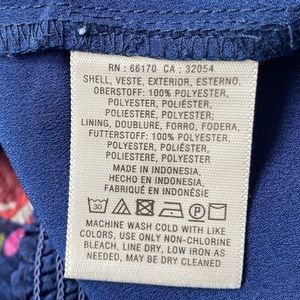 RN : 66170 CA : 32054
SHELL, VESTE, EXTERIOR, ESTERNO,
OBERSTOFF: 100% POLYESTER,
POLYESTER, POLIÉSTER,
POLIESTERE, POLYESTER;
LINING, DOUBLURE, FORRO, FODERA,
FUTTERSTOFF: 100% POLYESTER,
POLYESTER, POLIÉSTER,
POLIESTERE, POLYESTER
MADE IN INDONESIA,
HECHO EN INDONESIA,
FABRIQUÉ EN INDONÉSIE
30
P
MACHINE WASH COLD WITH LIKE
COLORS, USE ONLY NON-CHLORINE
BLEACH, LINE DRY, LOW IRON AS
NEEDED, MAY BE DRY CLEANED